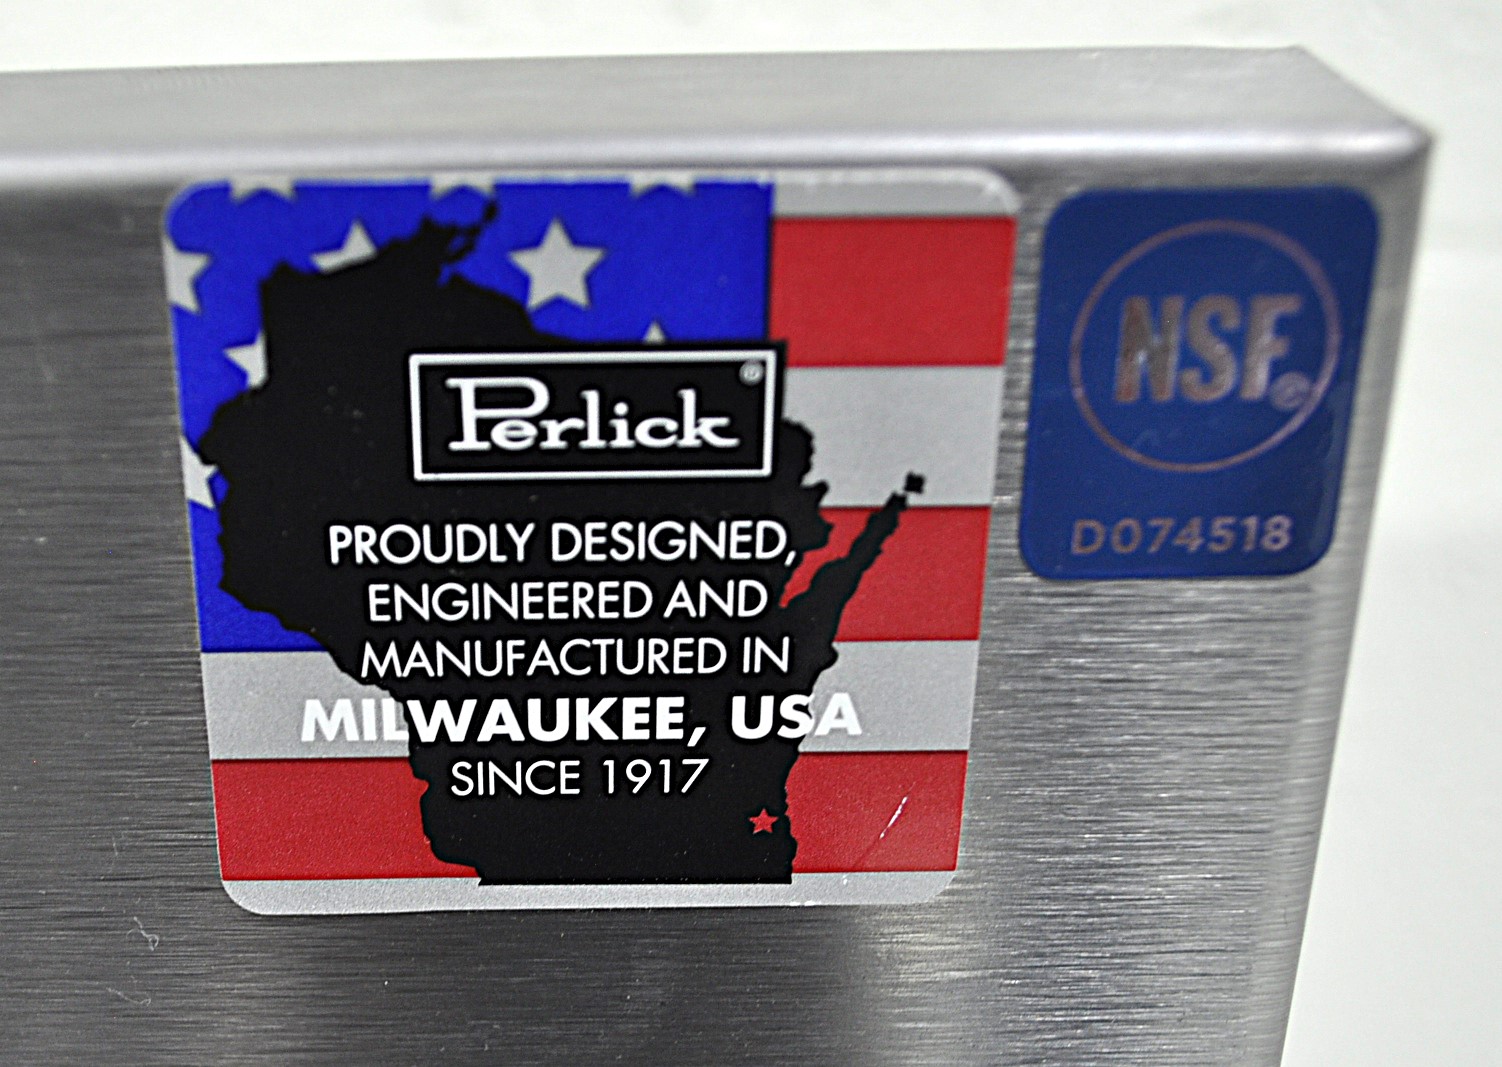 Perlick®
PROUDLY DESIGNED,
ENGINEERED AND
MANUFACTURED IN
MILWAUKEE, USA
SINCE 1917
NSF®
D074518